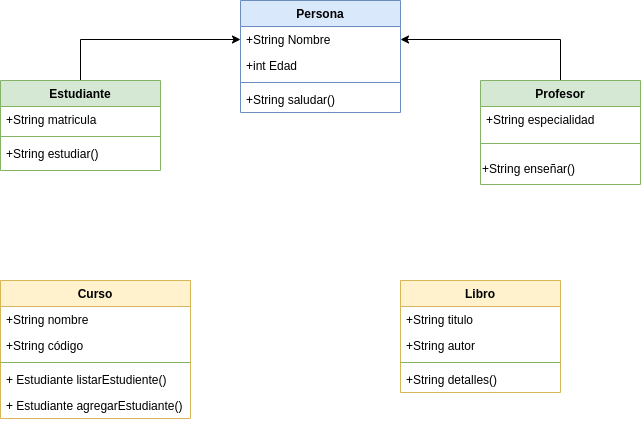 Persona
+String Nombre
+int Edad
+String saludar()
Estudiante
+String matricula
+String estudiar()
Profesor
+String especialidad
+String enseñar()
Curso
+String nombre
+String código
+ Estudiante listarEstudiente()
+ Estudiante agregarEstudiante()
Libro
+String titulo
+String autor
+String detalles()